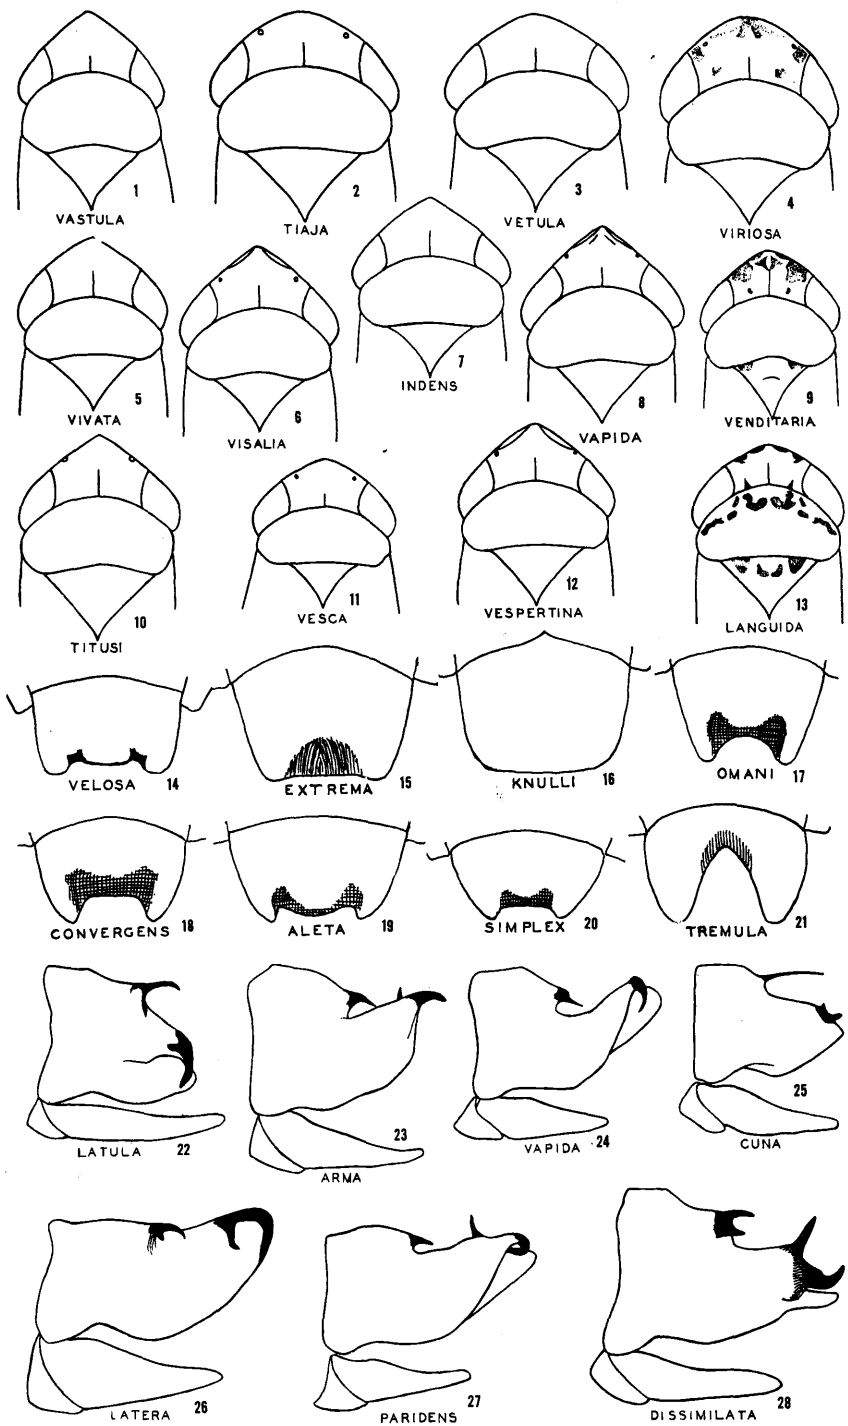 1
VASTULA
2
TIAJA
3
VETULA
4
VIRIOSA
5
VIVATA
6
VISALIA
7
INDENS
8
VAPIDA
9
VENDITARIA
10
TITUSI
11
VESCA
12
VESPERTINA
13
LANGUIDA
VELOSA 14
EXTREMA 15
KNULLI 16
OMANI 17
CONVERGENS 18
ALETA 19
SIMPLEX 20
TREMULA 21
LATULA 22
23
ARMA
VAPIDA 24
25
CUNA
LATERA 26
27
PARIDENS
28
DISSIMILATA